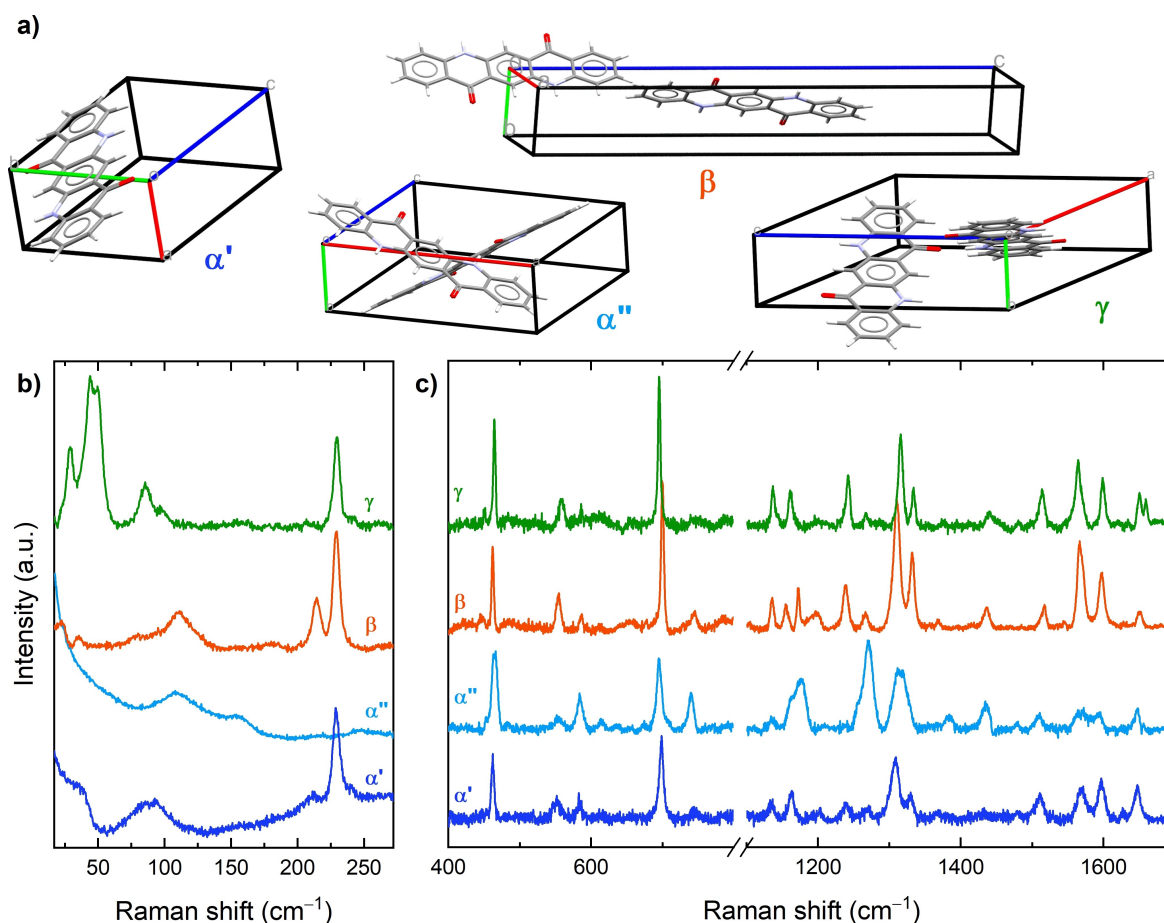 a)
α'
β
α"
γ
b)
c)
γ
β
α"
α'
γ
β
α"
α'
Intensity (a.u.)
50 100 150 200 250
400 600 1200 1400 1600
Raman shift (cm⁻¹)
Raman shift (cm⁻¹)